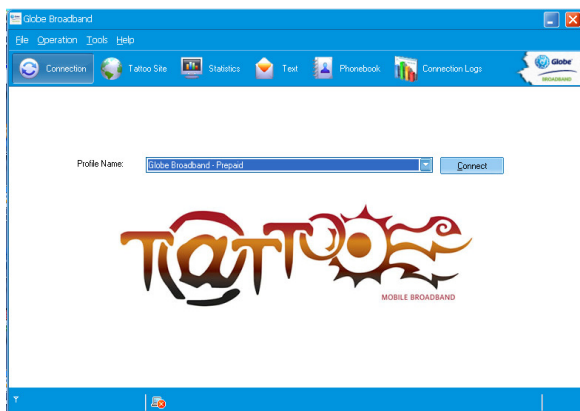 Globe Broadband
File Operation Tools Help
Connection Tattoo Site Statistics Text Phonebook Connection Logs Globe
BROADBAND
Profile Name: Globe Broadband - Prepaid Connect
T@TTOO
MOBILE BROADBAND